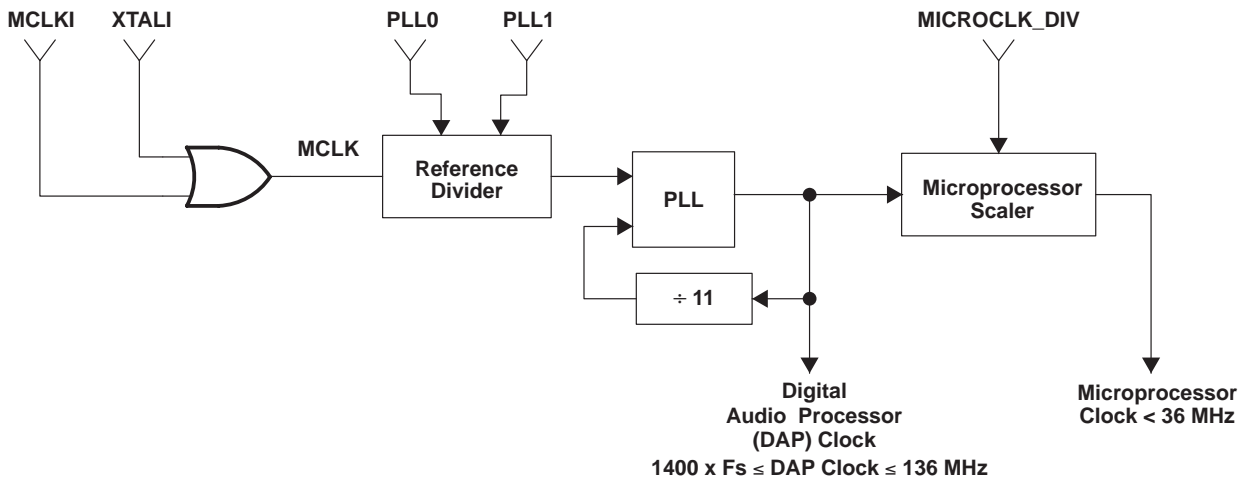 MCLKI
XTALI
PLL0
PLL1
MICROCLK_DIV
MCLK
Reference
Divider
PLL
Microprocessor
Scaler
÷ 11
Digital
Audio Processor
(DAP) Clock
1400 x Fs ≤ DAP Clock ≤ 136 MHz
Microprocessor
Clock < 36 MHz